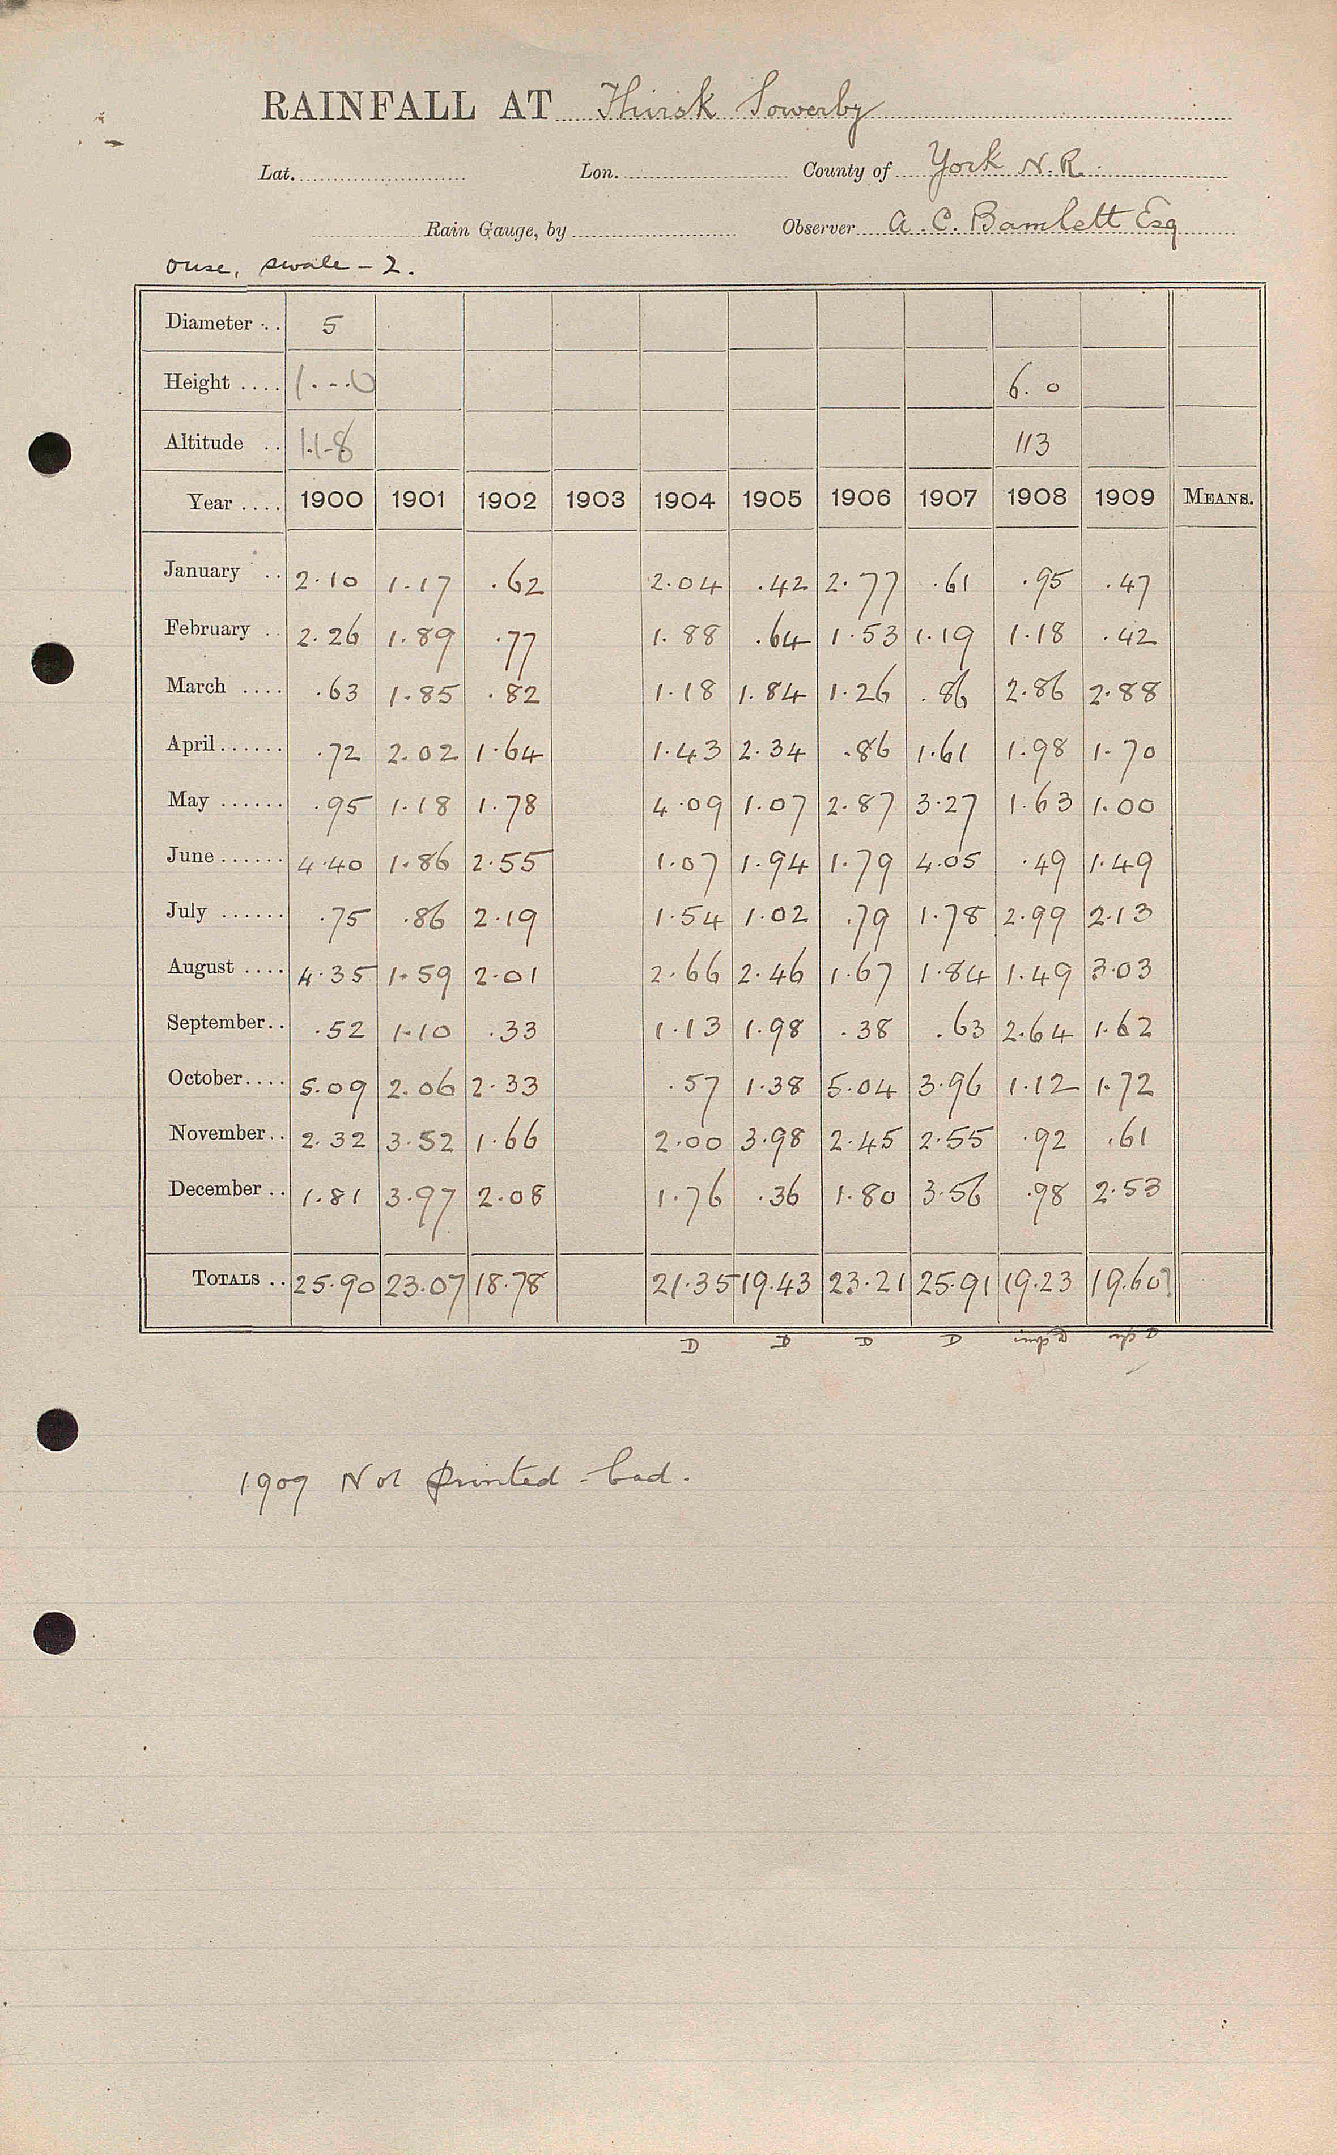 RAINFALL AT Thirsk Sowerby
Lat. Lon. County of York N.R.
Rain Gauge, by Observer A. C. Bamlett Esq
Ouse, Swale - 2.
Diameter .. 5
Height .... 1 . - - 0 6. 0
Altitude .. 118 113
Year .... 1900 1901 1902 1903 1904 1905 1906 1907 1908 1909 MEANS.
January .. 2.10 1.17 .62 2.04 .42 2.77 .61 .95 .47
February .. 2.26 1.89 .77 1.88 .64 1.53 1.19 1.18 .42
March .... .63 1.85 .82 1.18 1.84 1.26 .86 2.86 2.88
April...... .72 2.02 1.64 1.43 2.34 .86 1.61 1.98 1.70
May ...... .95 1.18 1.78 4.09 1.07 2.87 3.27 1.63 1.00
June...... 4.40 1.86 2.55 1.07 1.94 1.79 4.05 .49 1.49
July ...... .75 .86 2.19 1.54 1.02 .79 1.78 2.99 2.13
August .... 4.35 1.59 2.01 2.66 2.46 1.67 1.84 1.49 3.03
September.. .52 1.10 .33 1.13 1.98 .38 .63 2.64 1.62
October.... 5.09 2.06 2.33 .57 1.38 5.04 3.96 1.12 1.72
November.. 2.32 3.52 1.66 2.00 3.98 2.45 2.55 .92 .61
December .. 1.81 3.97 2.08 1.76 .36 1.80 3.56 .98 2.53
TOTALS .. 25.90 23.07 18.78 21.35 19.43 23.21 25.91 19.23 19.60
D D D D
1909 Not printed - bad.